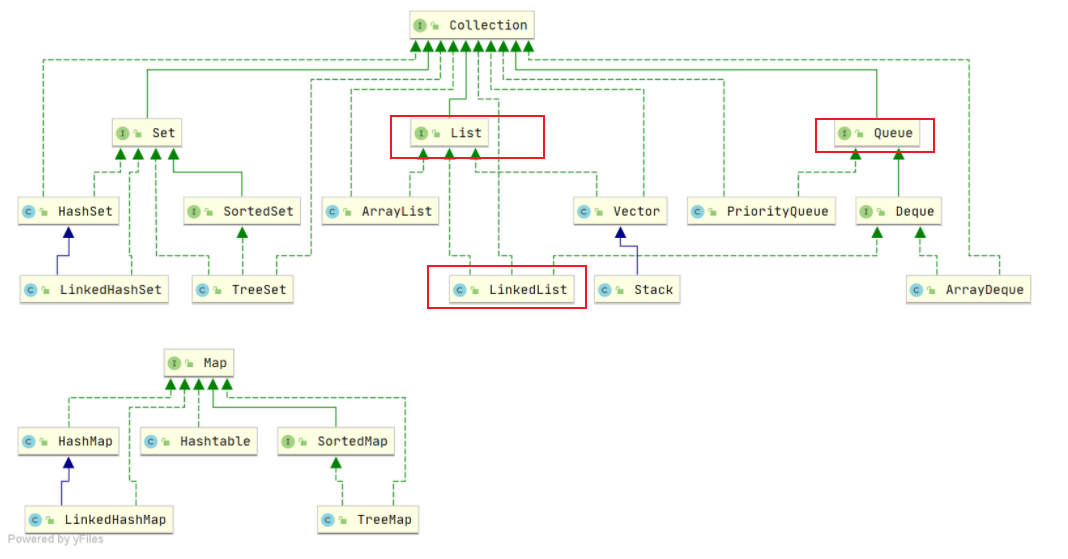 Collection
Set
List
Queue
HashSet
SortedSet
ArrayList
Vector
PriorityQueue
Deque
LinkedHashSet
TreeSet
LinkedList
Stack
ArrayDeque
Map
HashMap
Hashtable
SortedMap
LinkedHashMap
TreeMap
Powered by yFiles